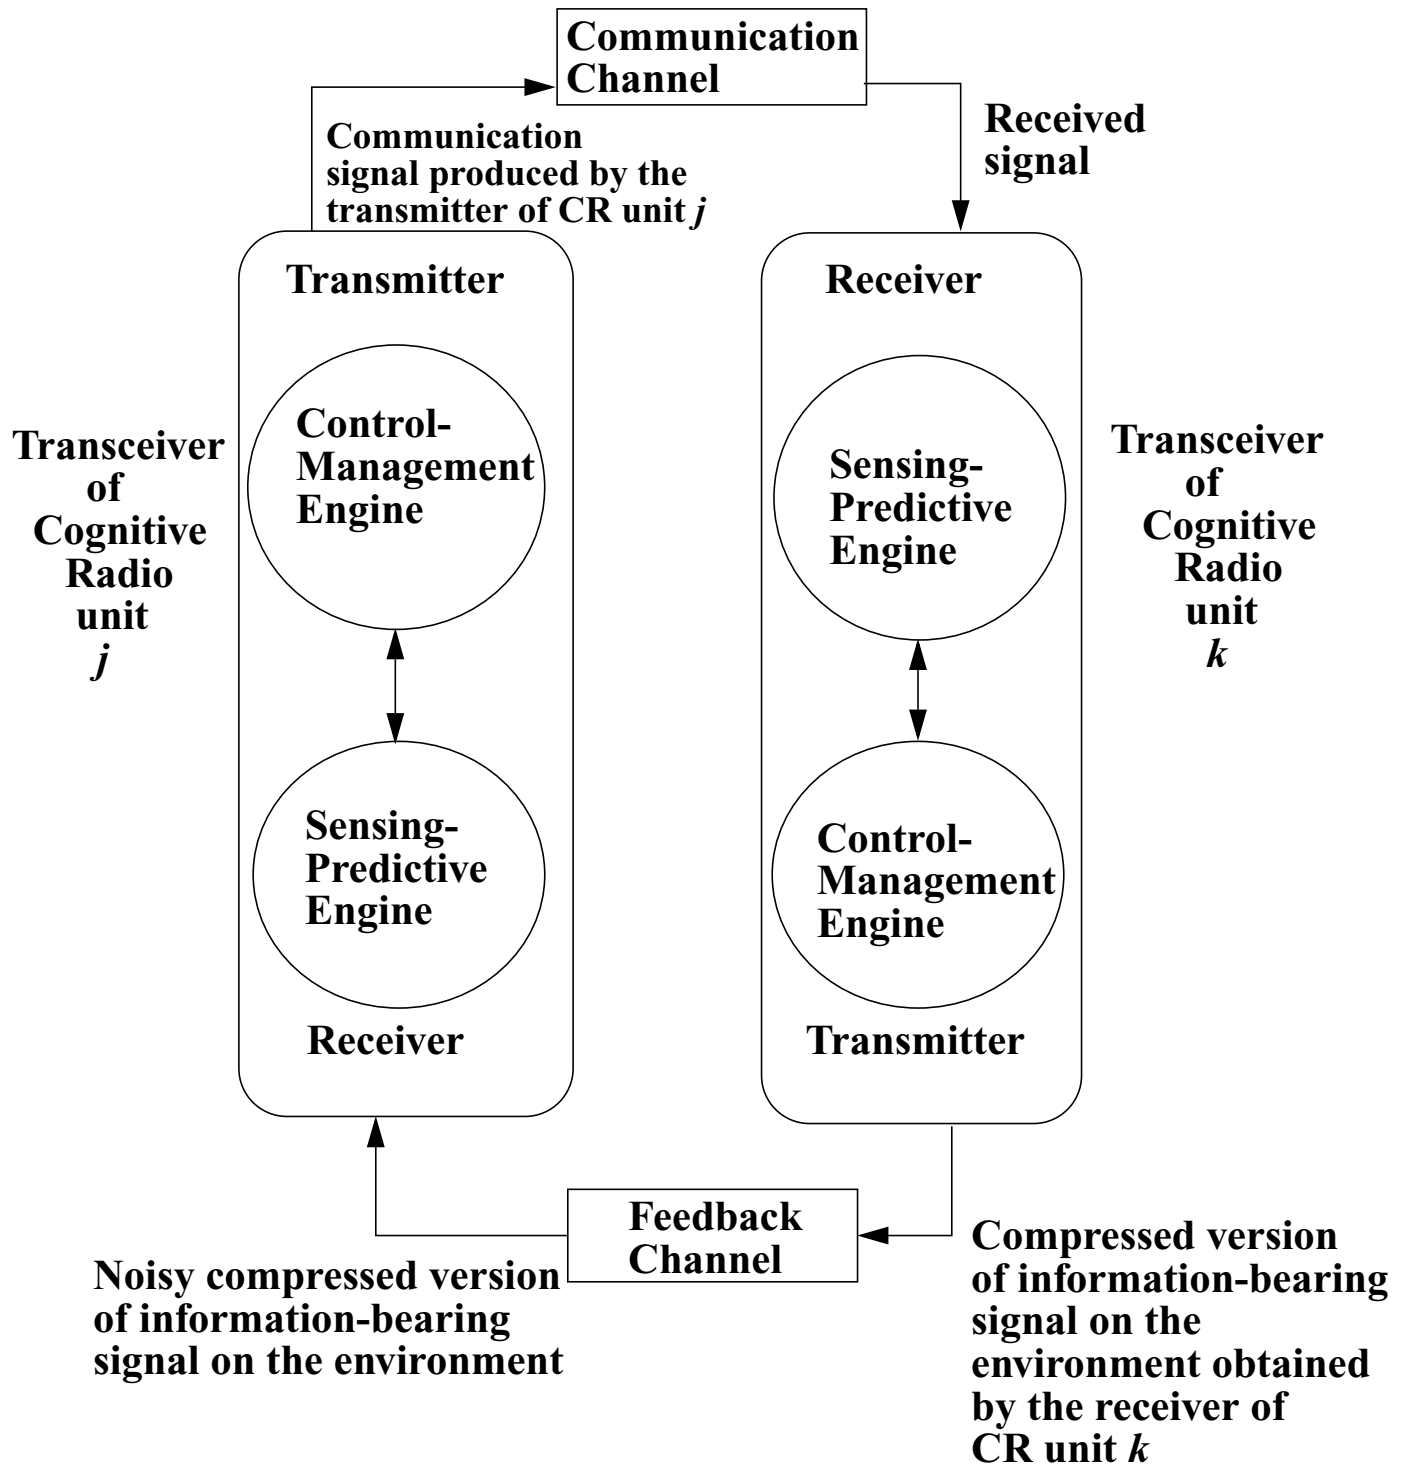 Communication
Channel
Communication
signal produced by the
transmitter of CR unit j
Received
signal
Transmitter
Receiver
Control-
Management
Engine
Sensing-
Predictive
Engine
Transceiver
of
Cognitive
Radio
unit
j
Transceiver
of
Cognitive
Radio
unit
k
Sensing-
Predictive
Engine
Control-
Management
Engine
Receiver
Transmitter
Feedback
Channel
Noisy compressed version
of information-bearing
signal on the environment
Compressed version
of information-bearing
signal on the
environment obtained
by the receiver of
CR unit k